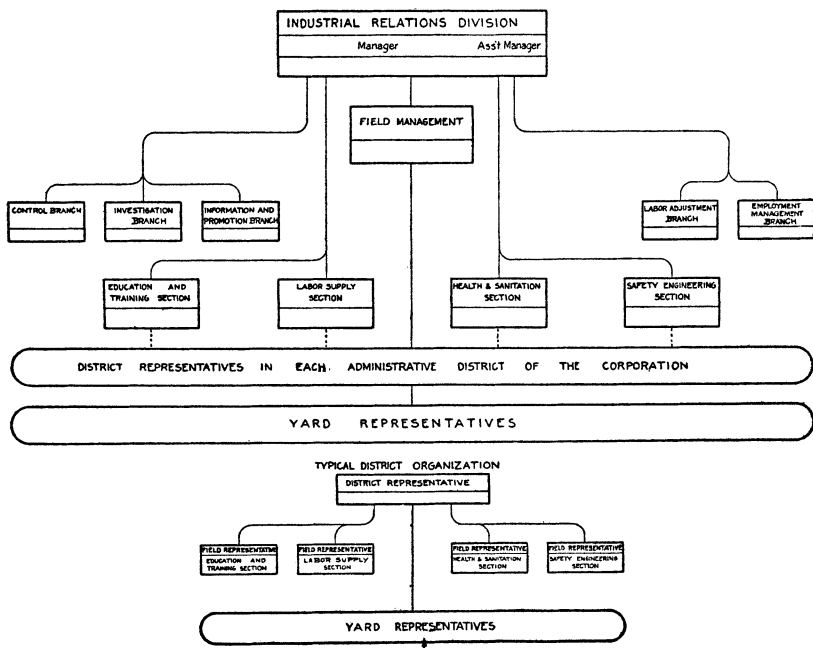 INDUSTRIAL RELATIONS DIVISION
Manager Ass't Manager
FIELD MANAGEMENT
CONTROL BRANCH
INVESTIGATION
BRANCH
INFORMATION AND
PROMOTION BRANCH
LABOR ADJUSTMENT
BRANCH
EMPLOYMENT
MANAGEMENT
BRANCH
EDUCATION AND
TRAINING SECTION
LABOR SUPPLY
SECTION
HEALTH & SANITATION
SECTION
SAFETY ENGINEERING
SECTION
DISTRICT REPRESENTATIVES IN EACH. ADMINISTRATIVE DISTRICT OF THE CORPORATION
YARD REPRESENTATIVES
TYPICAL DISTRICT ORGANIZATION
DISTRICT REPRESENTATIVE
FIELD REPRESENTATIVE
EDUCATION AND
TRAINING SECTION
FIELD REPRESENTATIVE
LABOR SUPPLY
SECTION
FIELD REPRESENTATIVE
HEALTH & SANITATION
SECTION
FIELD REPRESENTATIVE
SAFETY ENGINEERING
SECTION
YARD REPRESENTATIVES